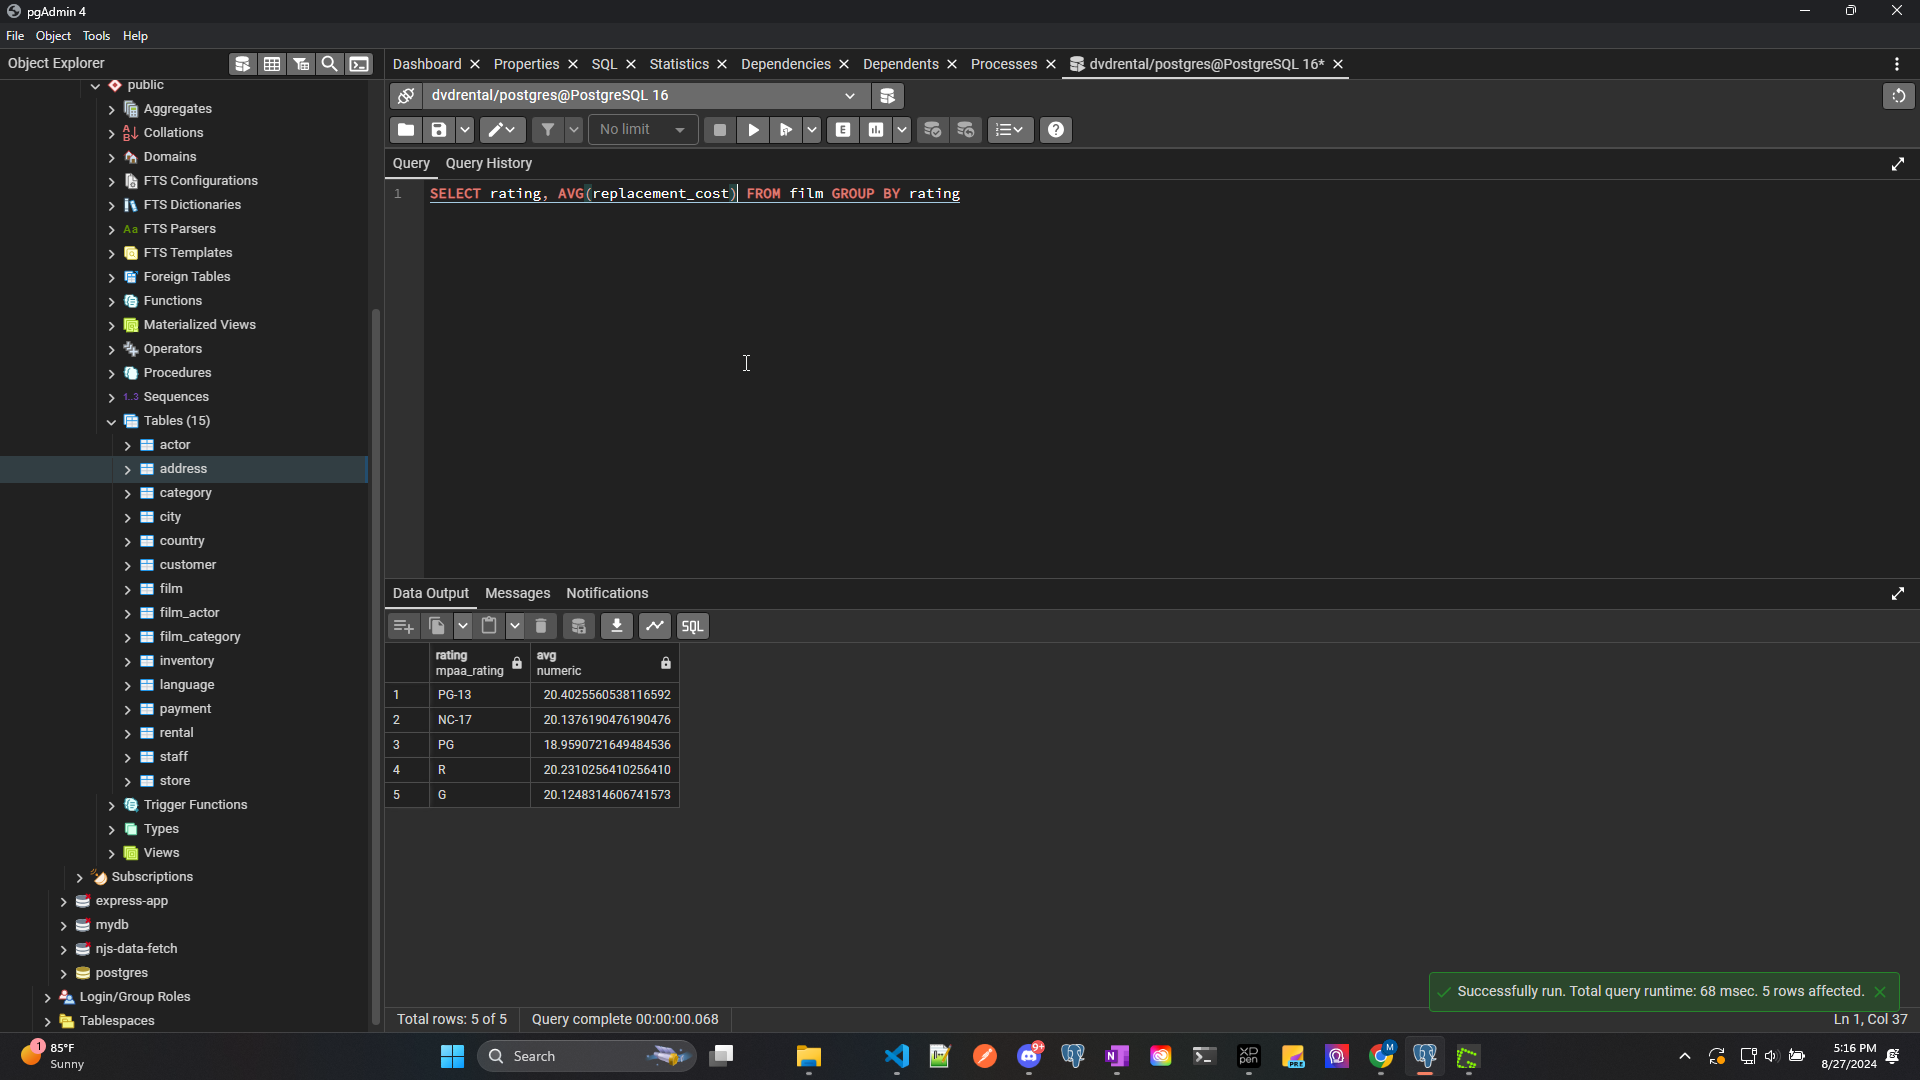 pgAdmin 4
File Object Tools Help
Object Explorer
Dashboard Properties SQL Statistics Dependencies Dependents Processes dvdrental/postgres@PostgreSQL 16*
public
Aggregates
Collations
Domains
FTS Configurations
FTS Dictionaries
Aa FTS Parsers
FTS Templates
Foreign Tables
Functions
Materialized Views
Operators
Procedures
1..3 Sequences
Tables (15)
actor
address
category
city
country
customer
film
film_actor
film_category
inventory
language
payment
rental
staff
store
Trigger Functions
Types
Views
Subscriptions
express-app
mydb
njs-data-fetch
postgres
Login/Group Roles
Tablespaces
dvdrental/postgres@PostgreSQL 16
No limit E
Query Query History
1 SELECT rating, AVG(replacement_cost) FROM film GROUP BY rating
Data Output Messages Notifications
SQL
rating avg
mpaa_rating numeric
1 PG-13 20.4025560538116592
2 NC-17 20.1376190476190476
3 PG 18.9590721649484536
4 R 20.2310256410256410
5 G 20.1248314606741573
Successfully run. Total query runtime: 68 msec. 5 rows affected.
Total rows: 5 of 5 Query complete 00:00:00.068 Ln 1, Col 37
1 85°F
Sunny
Search
9+
XP
PEN
PRE
M
5:16 PM
8/27/2024